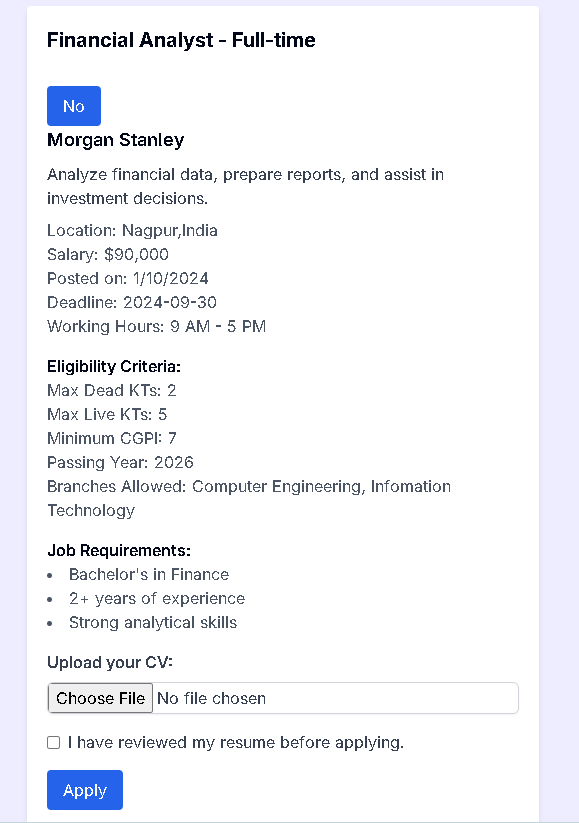 Financial Analyst - Full-time
No
Morgan Stanley
Analyze financial data, prepare reports, and assist in
investment decisions.
Location: Nagpur,India
Salary: $90,000
Posted on: 1/10/2024
Deadline: 2024-09-30
Working Hours: 9 AM - 5 PM
Eligibility Criteria:
Max Dead KTs: 2
Max Live KTs: 5
Minimum CGPI: 7
Passing Year: 2026
Branches Allowed: Computer Engineering, Infomation
Technology
Job Requirements:
• Bachelor's in Finance
• 2+ years of experience
• Strong analytical skills
Upload your CV:
Choose File No file chosen
I have reviewed my resume before applying.
Apply